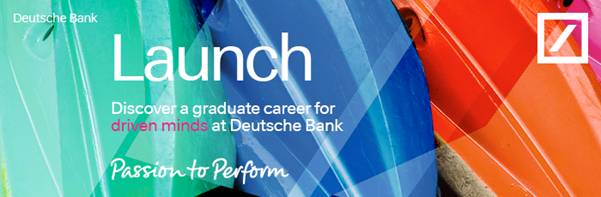 Deutsche Bank
Launch
Discover a graduate career for
driven minds at Deutsche Bank
Passion to Perform